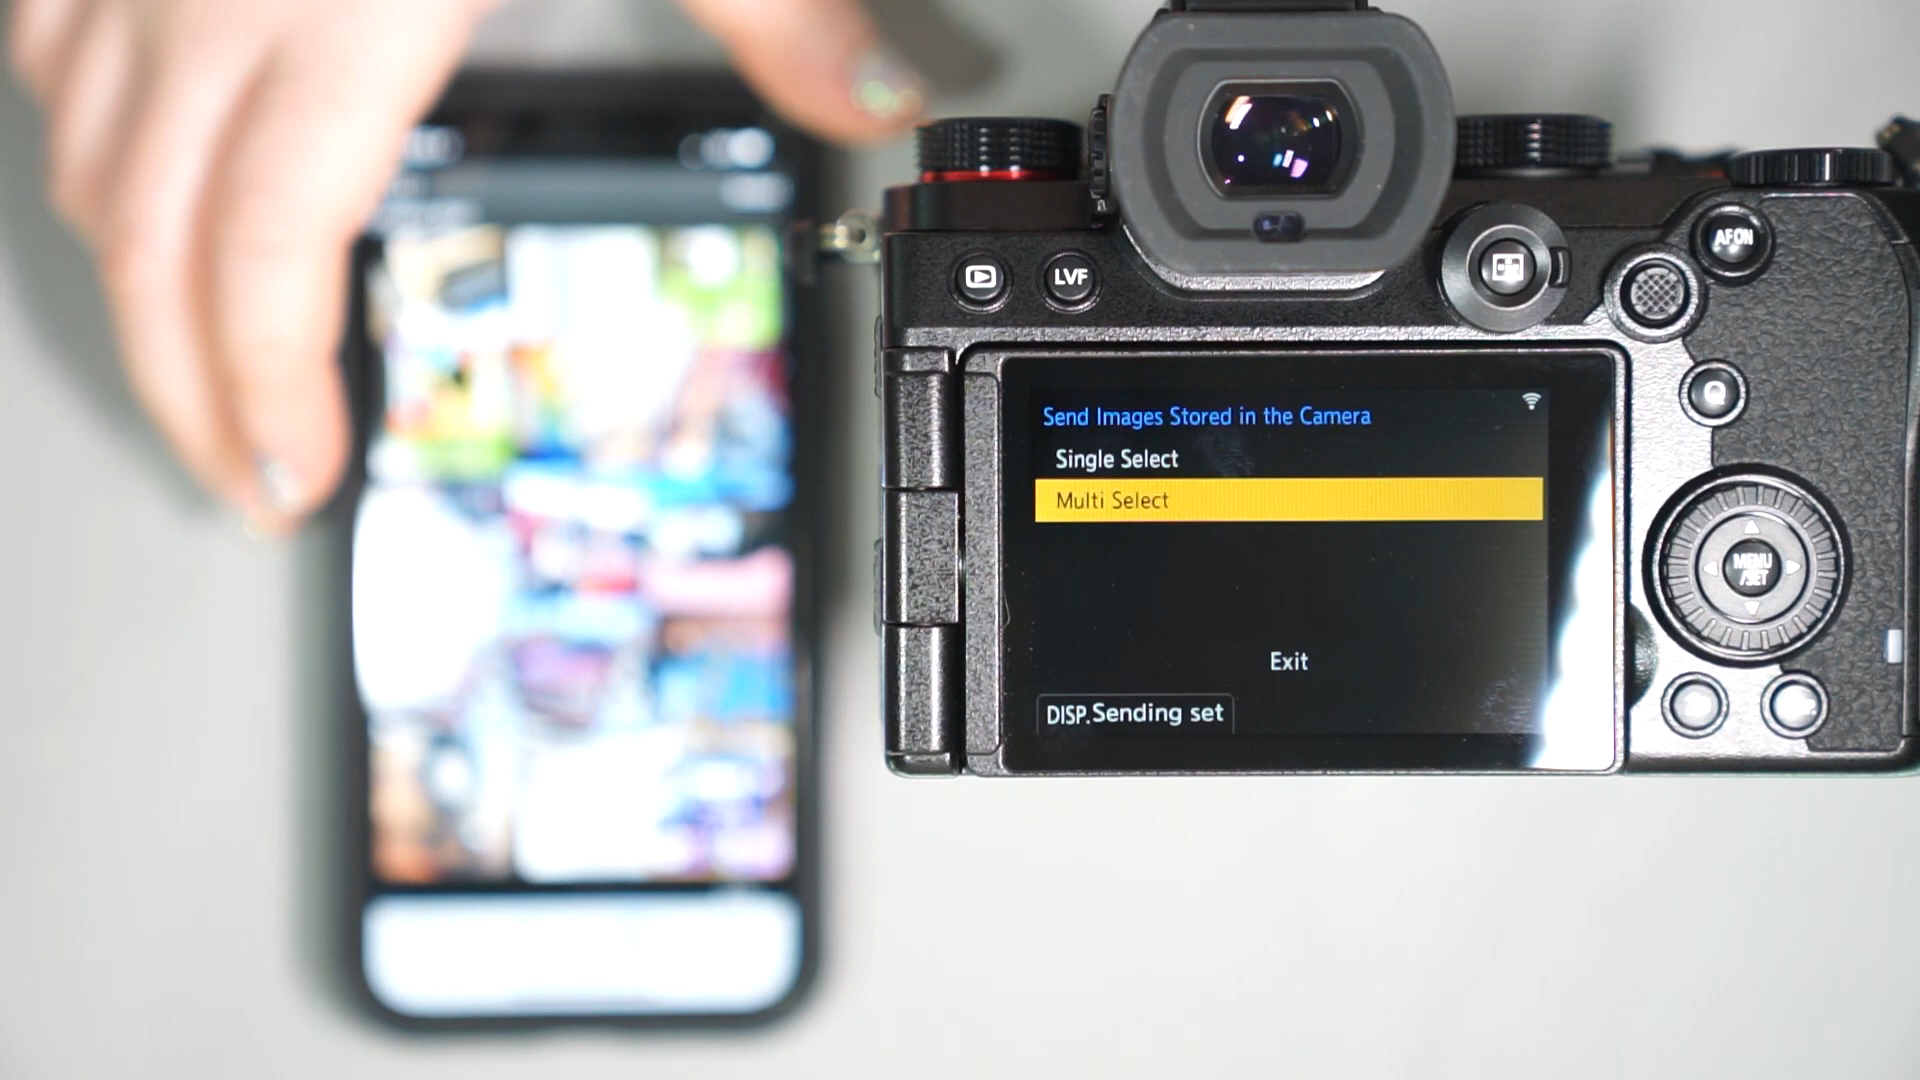 AF ON
LVF
Q
Send Images Stored in the Camera
Single Select
Multi Select
MENU
/SET
Exit
DISP.Sending set